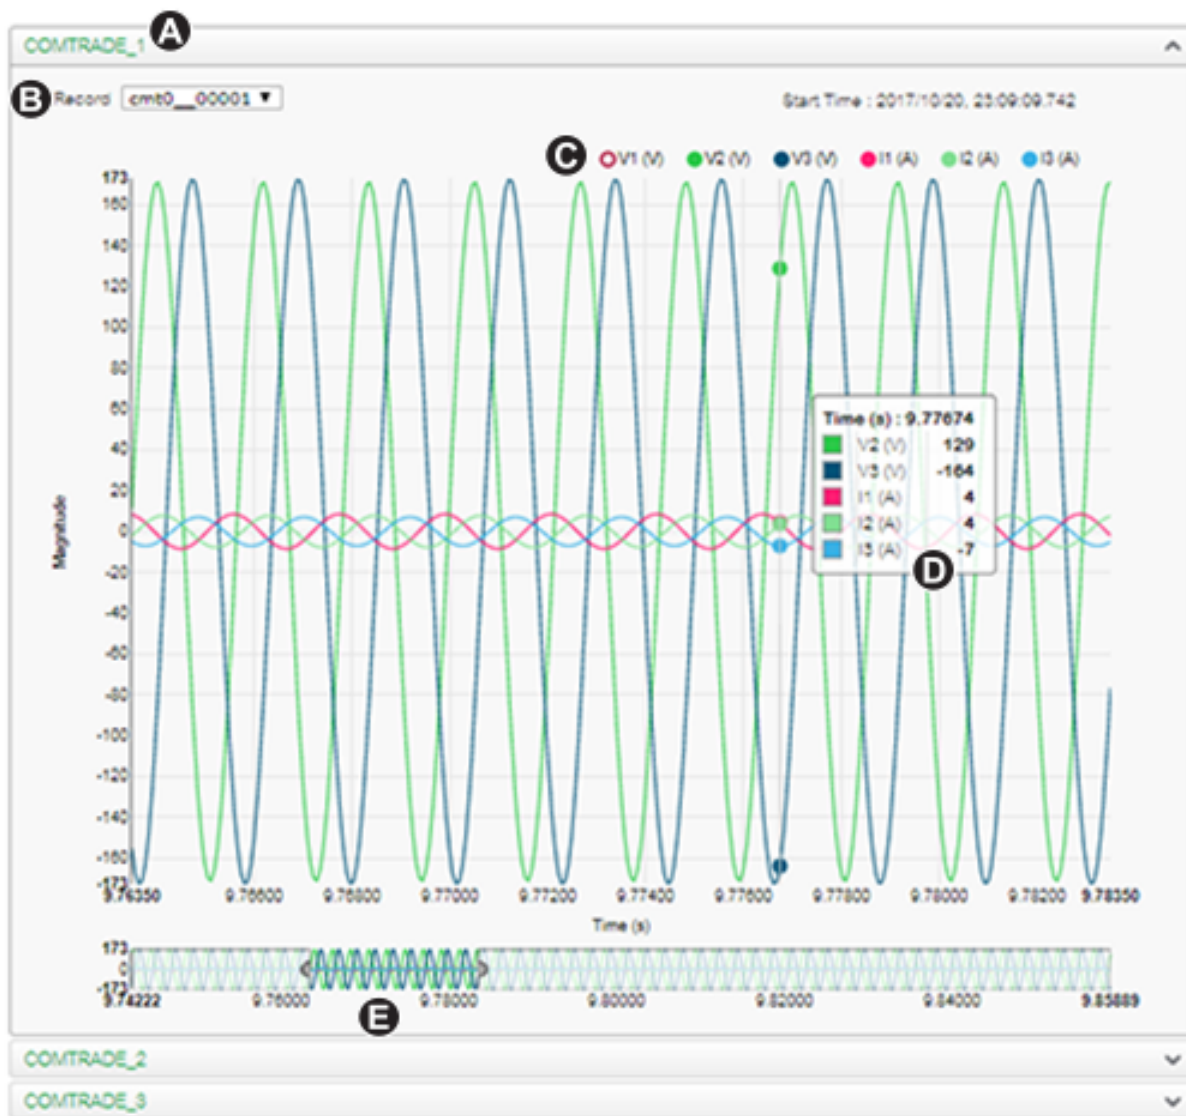 COMTRADE_1 A
B Record cmt0__00001 ▼ Start Time : 2017/10/20, 23:09:09.742
C V1 (V) V2 (V) V3 (V) I1 (A) I2 (A) I3 (A)
173
160
140
120
100
80
60
40
20
0
-20
-40
-60
-80
-100
-120
-140
-160
-173
Magnitude
Time (s) : 9.77674
V2 (V) 129
V3 (V) -164
I1 (A) 4
I2 (A) 4
I3 (A) -7
D
9.76350 9.76600 9.76800 9.77000 9.77200 9.77400 9.77600 9.77800 9.78000 9.78200 9.78350
Time (s)
173
0
-173
9.74222 9.76000 9.78000 9.80000 9.82000 9.84000 9.85889
E
COMTRADE_2
COMTRADE_3